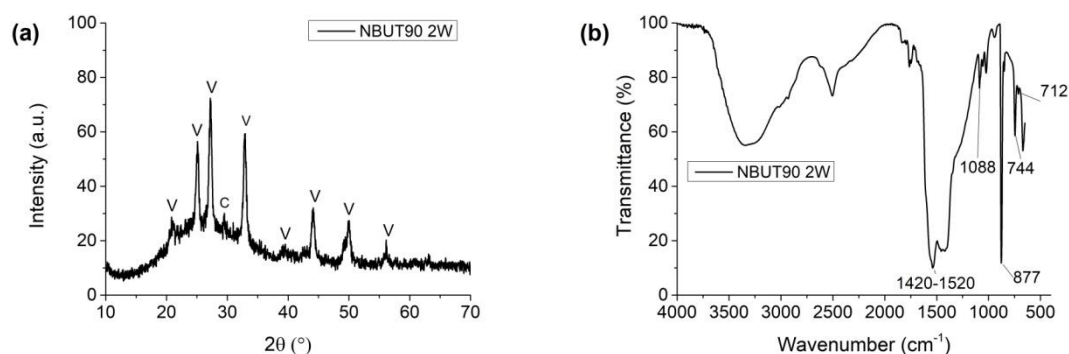 (a)
NBUT90 2W
Intensity (a.u.)
100
80
60
40
20
0
V
V
V
C
V
V
V
V
V
10
20
30
40
50
60
70
2θ (°)
(b)
NBUT90 2W
Transmittance (%)
100
80
60
40
20
0
712
1088
744
1420-1520
877
4000
3500
3000
2500
2000
1500
1000
500
Wavenumber (cm⁻¹)